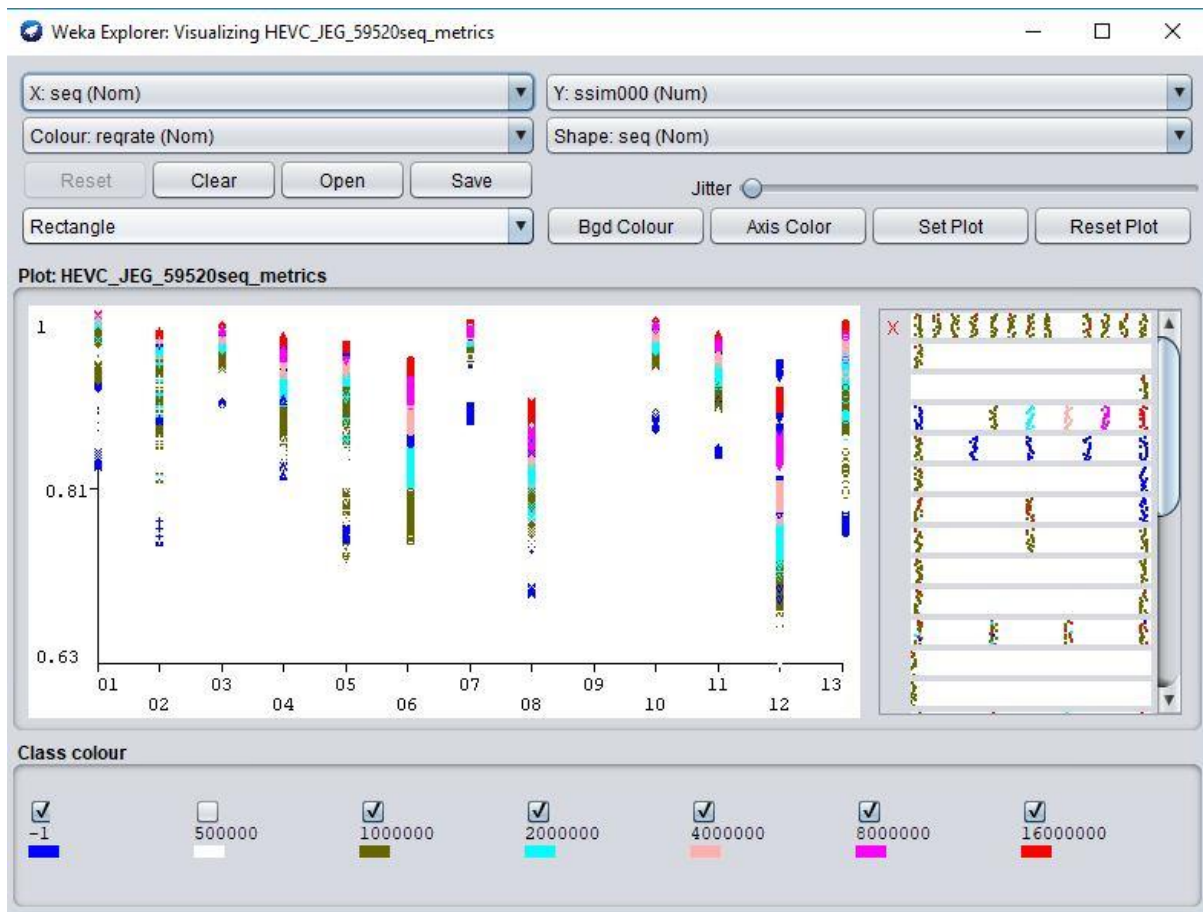 Weka Explorer: Visualizing HEVC_JEG_59520seq_metrics
X: seq (Nom)
Y: ssim000 (Num)
Colour: reqrate (Nom)
Shape: seq (Nom)
Reset
Clear
Open
Save
Jitter
Rectangle
Bgd Colour
Axis Color
Set Plot
Reset Plot
Plot: HEVC_JEG_59520seq_metrics
1
0.81
0.63
01
02
03
04
05
06
07
08
09
10
11
12
13
X
Class colour
-1
500000
1000000
2000000
4000000
8000000
16000000